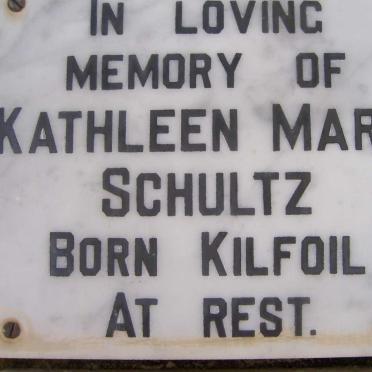 IN LOVING
MEMORY OF
KATHLEEN MAR
SCHULTZ
BORN KILFOIL
AT REST.